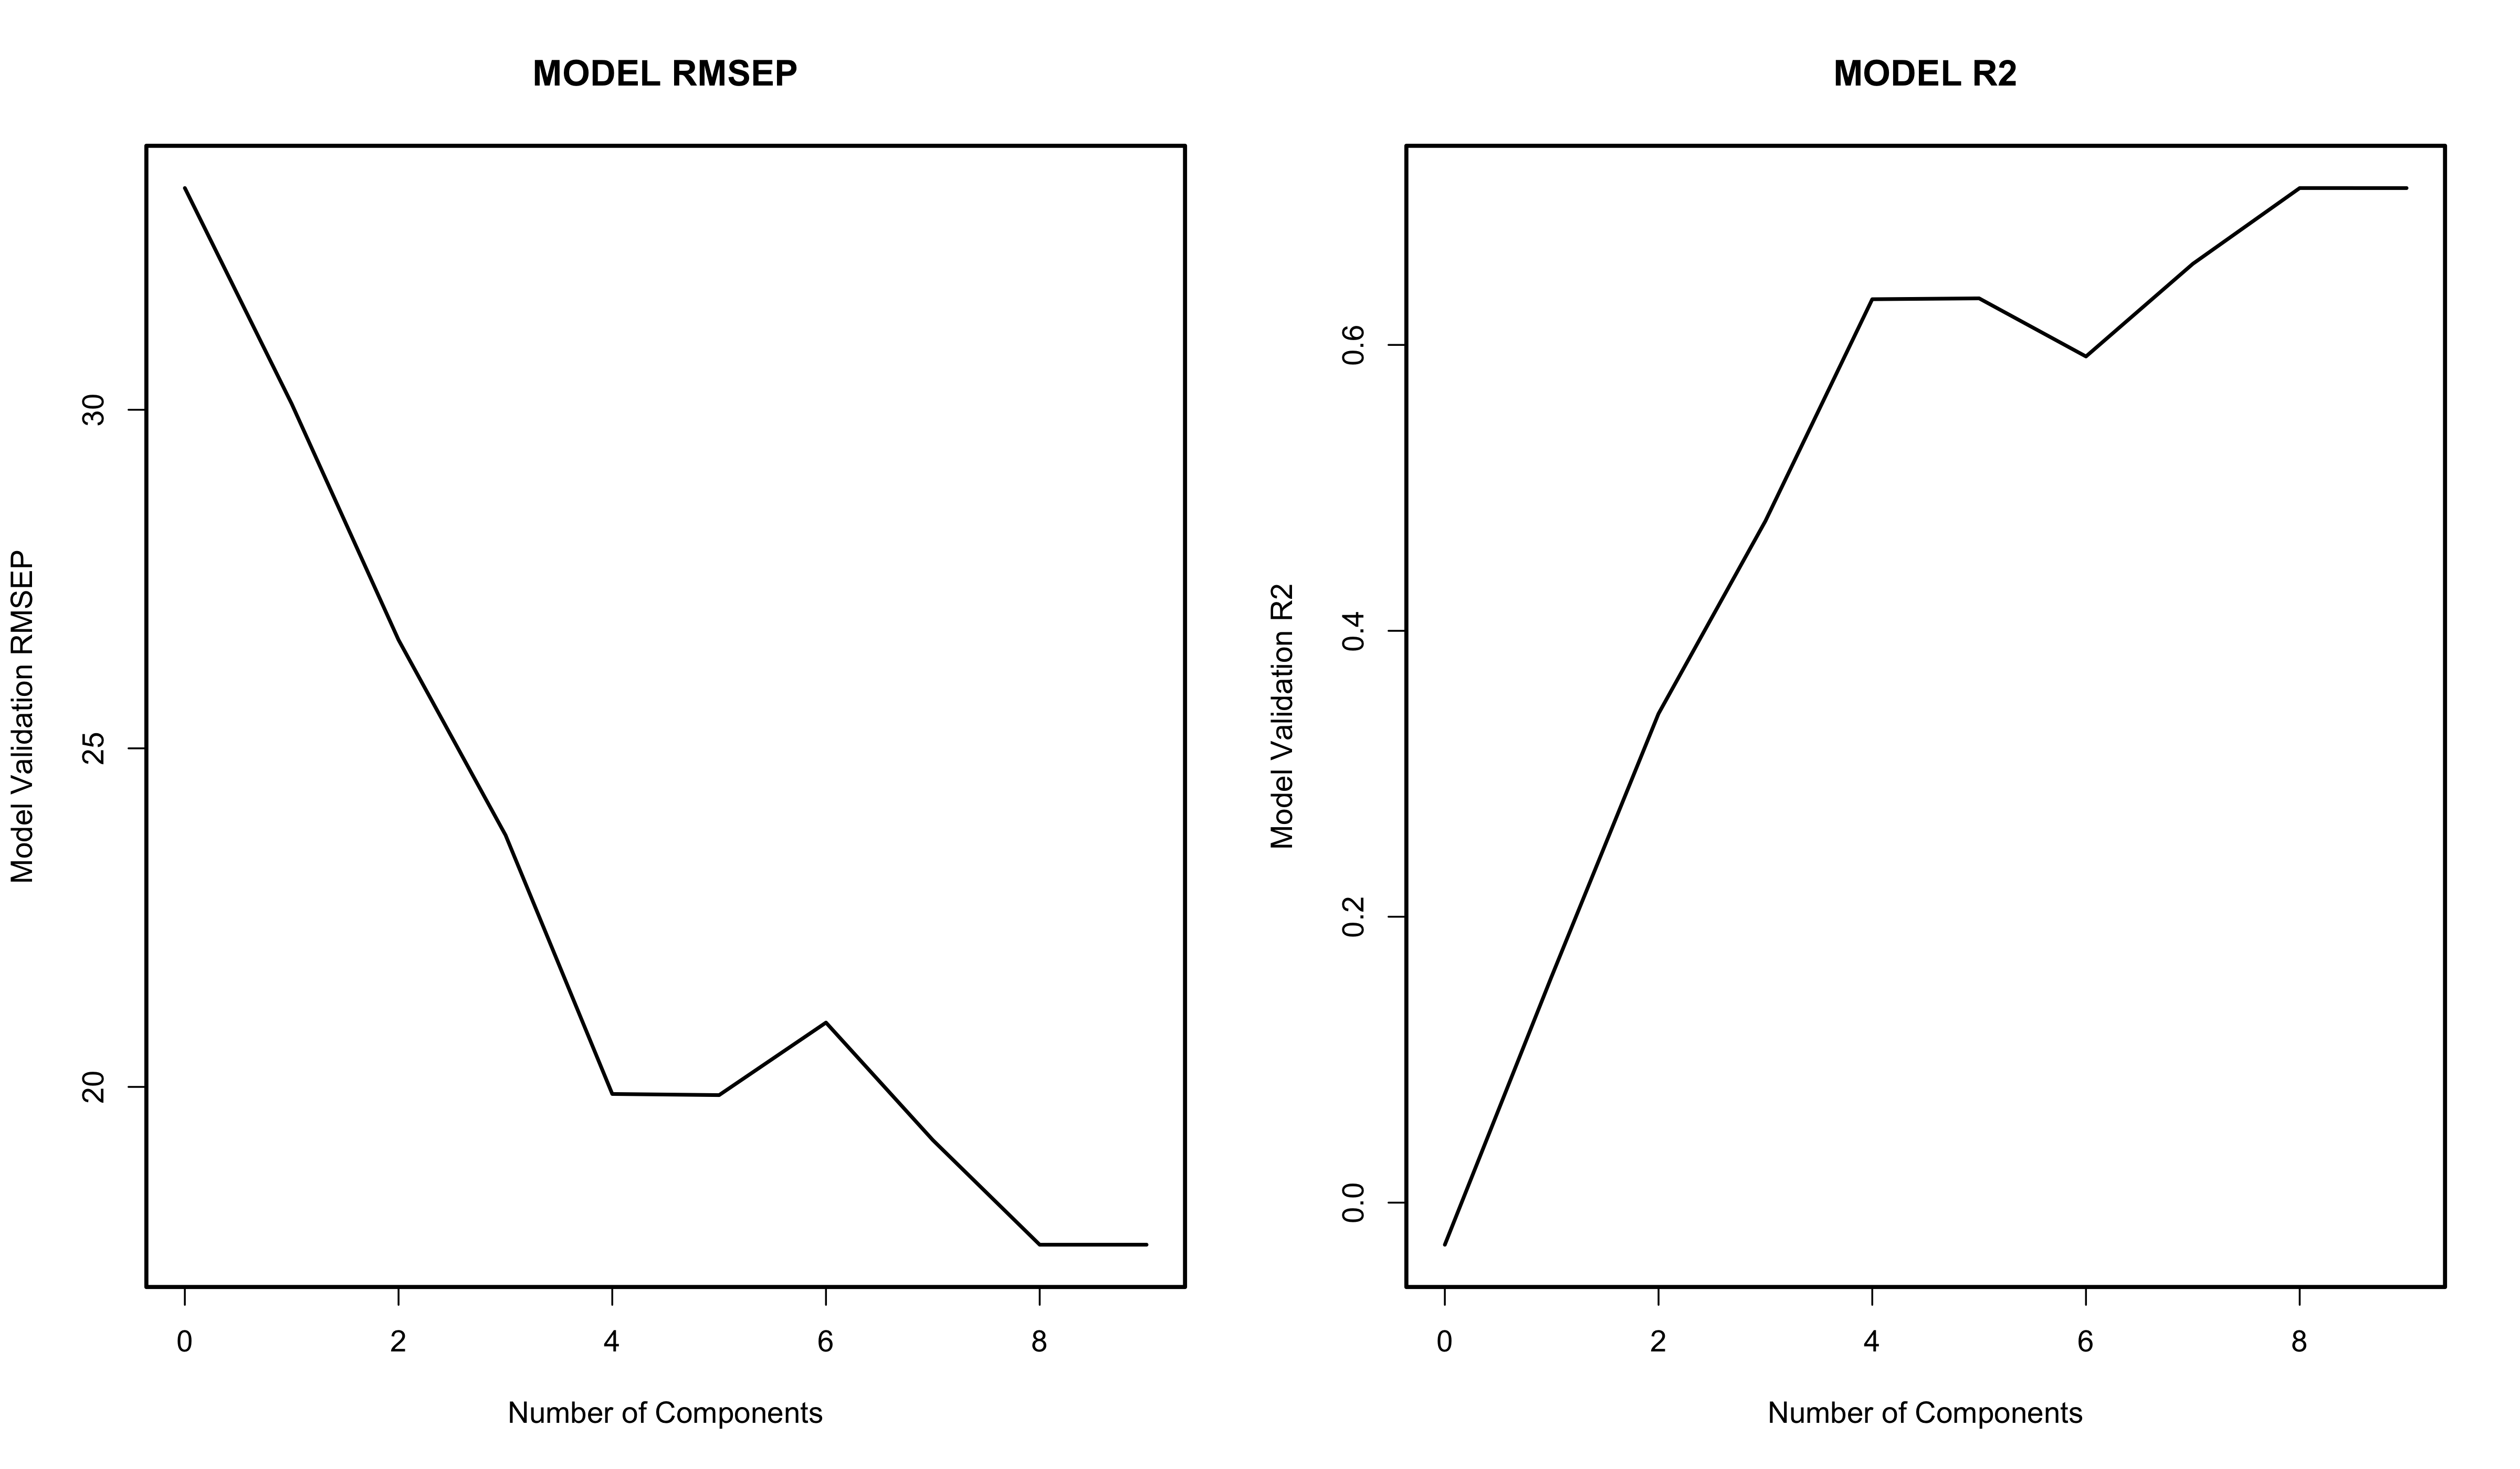 MODEL RMSEP
Model Validation RMSEP
30
25
20
0 2 4 6 8
Number of Components
MODEL R2
Model Validation R2
0.6
0.4
0.2
0.0
0 2 4 6 8
Number of Components